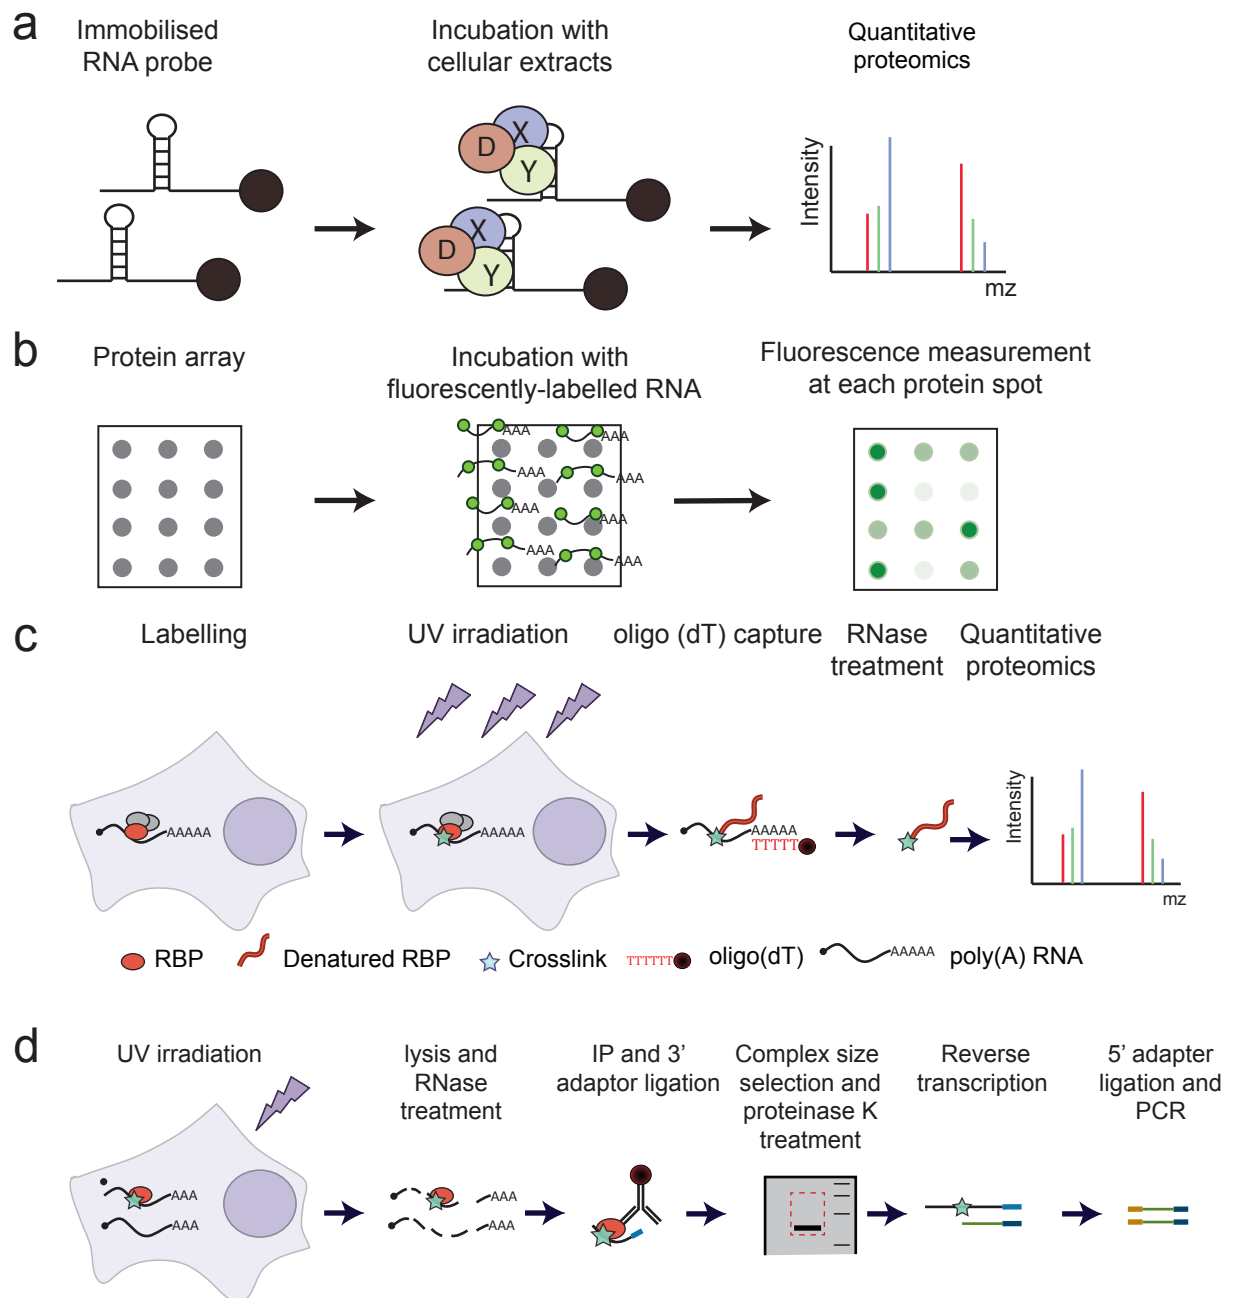 a
Immobilised
RNA probe
Incubation with
cellular extracts
Quantitative
proteomics
D
X
Y
D
X
Y
Intensity
mz
b
Protein array
Incubation with
fluorescently-labelled RNA
Fluorescence measurement
at each protein spot
AAA
AAA
AAA
AAA
AAA
AAA
AAA
AAA
c
Labelling
UV irradiation
oligo (dT) capture
RNase
treatment
Quantitative
proteomics
AAAAA
AAAAA
AAAAA
TTTTT
Intensity
mz
RBP
Denatured RBP
Crosslink
TTTTTT
oligo(dT)
AAAAA
poly(A) RNA
d
UV irradiation
lysis and
RNase
treatment
IP and 3’
adaptor ligation
Complex size
selection and
proteinase K
treatment
Reverse
transcription
5’ adapter
ligation and
PCR
AAA
AAA
AAA
AAA